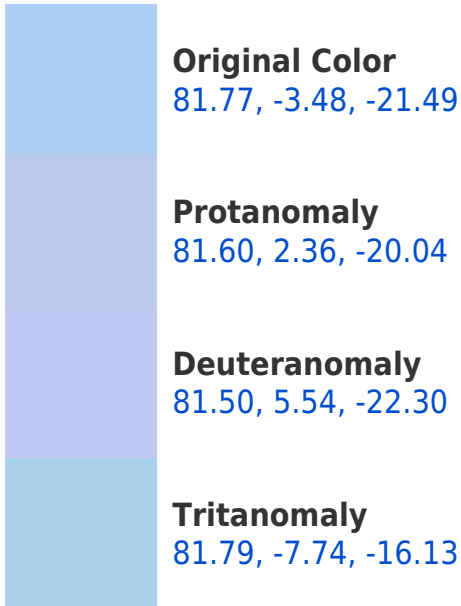 Original Color
81.77, -3.48, -21.49
Protanomaly
81.60, 2.36, -20.04
Deuteranomaly
81.50, 5.54, -22.30
Tritanomaly
81.79, -7.74, -16.13